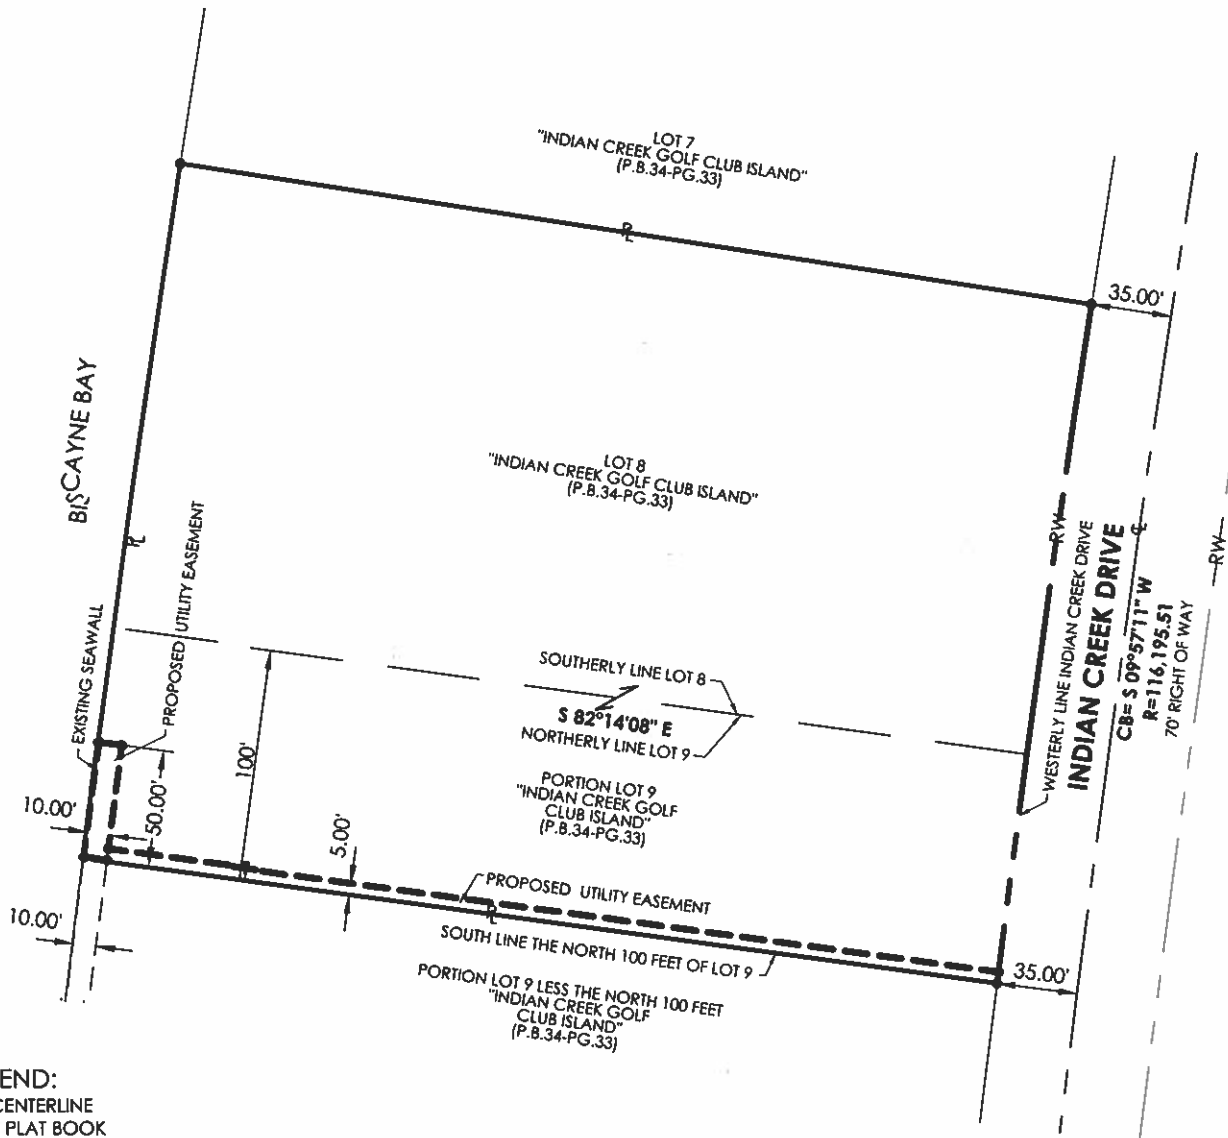 LOT 7
"INDIAN CREEK GOLF CLUB ISLAND"
(P.B.34-PG.33)
PL
35.00'
BISCAYNE BAY
LOT 8
"INDIAN CREEK GOLF CLUB ISLAND"
(P.B.34-PG.33)
PL
EXISTING SEAWALL
PROPOSED UTILITY EASEMENT
SOUTHERLY LINE LOT 8
S 82°14'08" E
NORTHERLY LINE LOT 9
RW
WESTERLY LINE INDIAN CREEK DRIVE
INDIAN CREEK DRIVE
CL
CB= S 09°57'11" W
R=116,195.51
70' RIGHT OF WAY
RW
100'
PORTION LOT 9
"INDIAN CREEK GOLF
CLUB ISLAND"
(P.B.34-PG.33)
10.00'
50.00'
5.00'
PROPOSED UTILITY EASEMENT
PL
10.00'
SOUTH LINE THE NORTH 100 FEET OF LOT 9
35.00'
PORTION LOT 9 LESS THE NORTH 100 FEET
"INDIAN CREEK GOLF
CLUB ISLAND"
(P.B.34-PG.33)
END:
CENTERLINE
PLAT BOOK